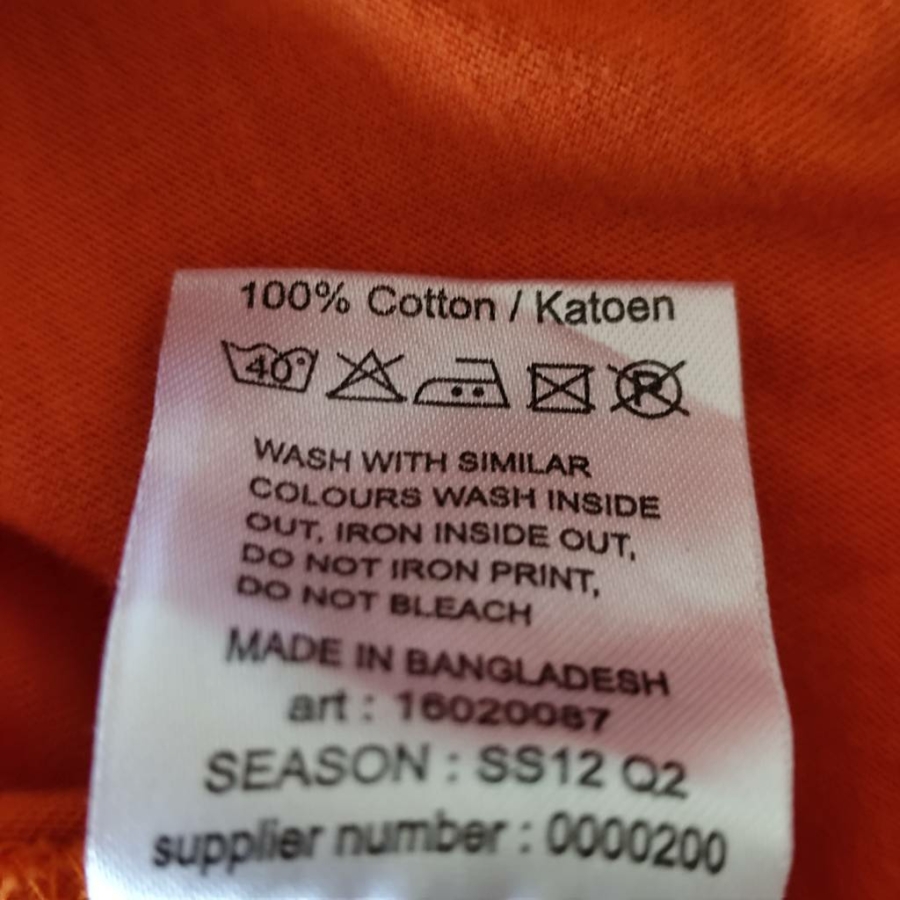 100% Cotton / Katoen
40°
P
WASH WITH SIMILAR
COLOURS WASH INSIDE
OUT, IRON INSIDE OUT,
DO NOT IRON PRINT,
DO NOT BLEACH
MADE IN BANGLADESH
art : 16020087
SEASON : SS12 Q2
supplier number : 0000200